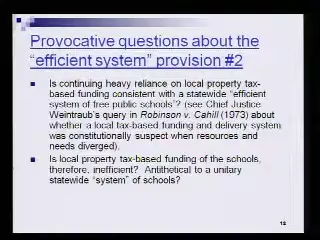 Provocative questions about the
"efficient system" provision #2
Is continuing heavy reliance on local property tax-
based funding consistent with a statewide "efficient
system of free public schools"? (see Chief Justice
Weintraub's query in Robinson v. Cahill (1973) about
whether a local tax-based funding and delivery system
was constitutionally suspect when resources and
needs diverged).
Is local property tax-based funding of the schools,
therefore, inefficient? Antithetical to a unitary
statewide "system" of schools?
12